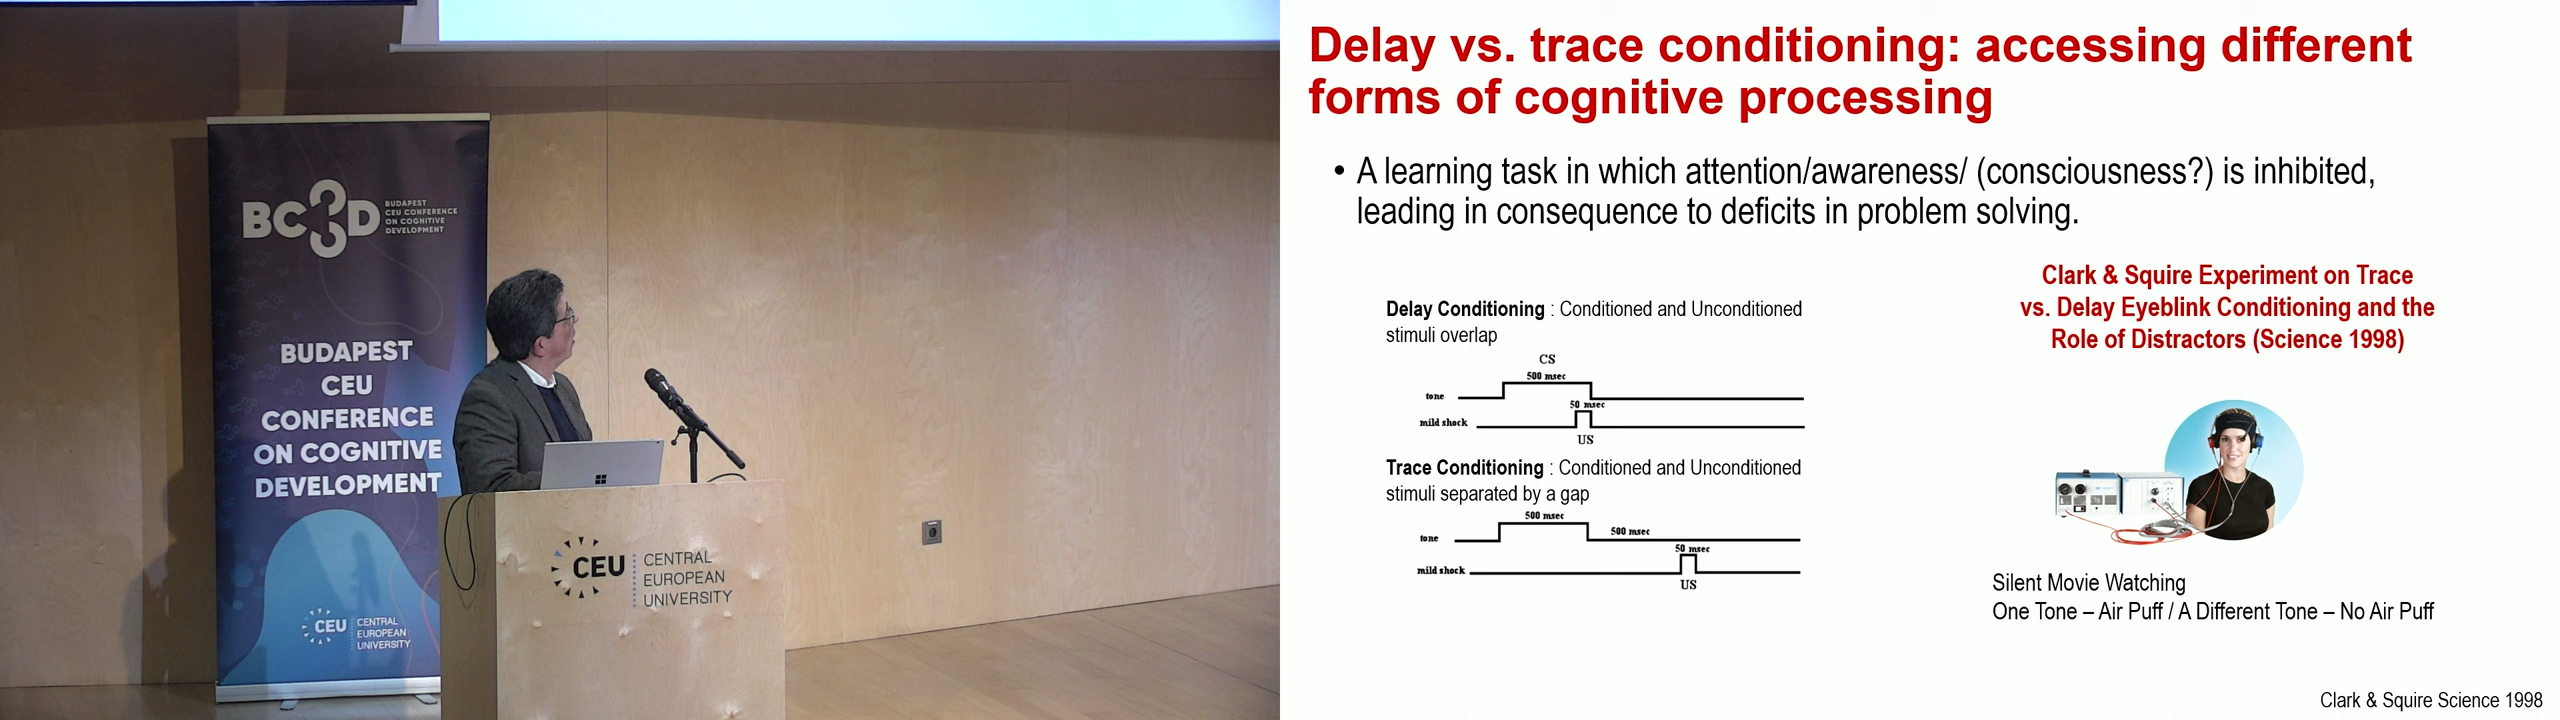 BC3D
BUDAPEST
CEU CONFERENCE
ON COGNITIVE
DEVELOPMENT
BUDAPEST
CEU
CONFERENCE
ON COGNITIVE
DEVELOPMENT
CEU
CENTRAL
EUROPEAN
UNIVERSITY
CEU
CENTRAL
EUROPEAN
UNIVERSITY
Delay vs. trace conditioning: accessing different
forms of cognitive processing
• A learning task in which attention/awareness/ (consciousness?) is inhibited,
leading in consequence to deficits in problem solving.
Delay Conditioning : Conditioned and Unconditioned
stimuli overlap
CS
500 msec
tone
50 msec
mild shock
US
Trace Conditioning : Conditioned and Unconditioned
stimuli separated by a gap
500 msec
tone
500 msec
50 msec
mild shock
US
Clark & Squire Experiment on Trace
vs. Delay Eyeblink Conditioning and the
Role of Distractors (Science 1998)
Silent Movie Watching
One Tone – Air Puff / A Different Tone – No Air Puff
Clark & Squire Science 1998